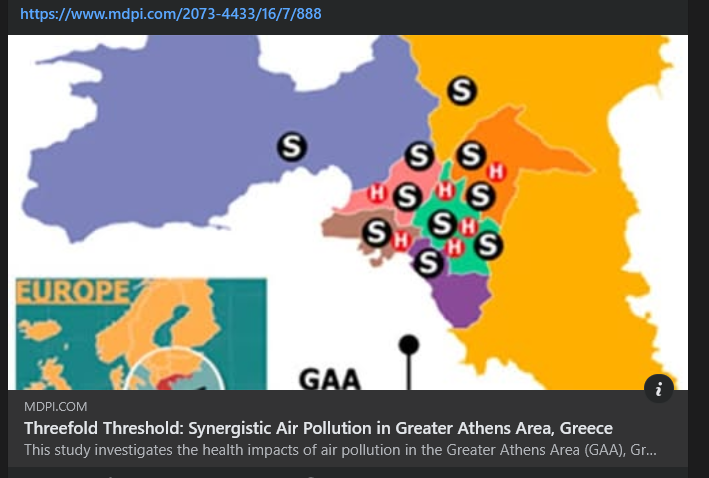 https://www.mdpi.com/2073-4433/16/7/888
S
S
S
S
H
H
H
S
S
S
H
S
H
S
H
S
EUROPE
GAA
i
MDPI.COM
Threefold Threshold: Synergistic Air Pollution in Greater Athens Area, Greece
This study investigates the health impacts of air pollution in the Greater Athens Area (GAA), Gr...